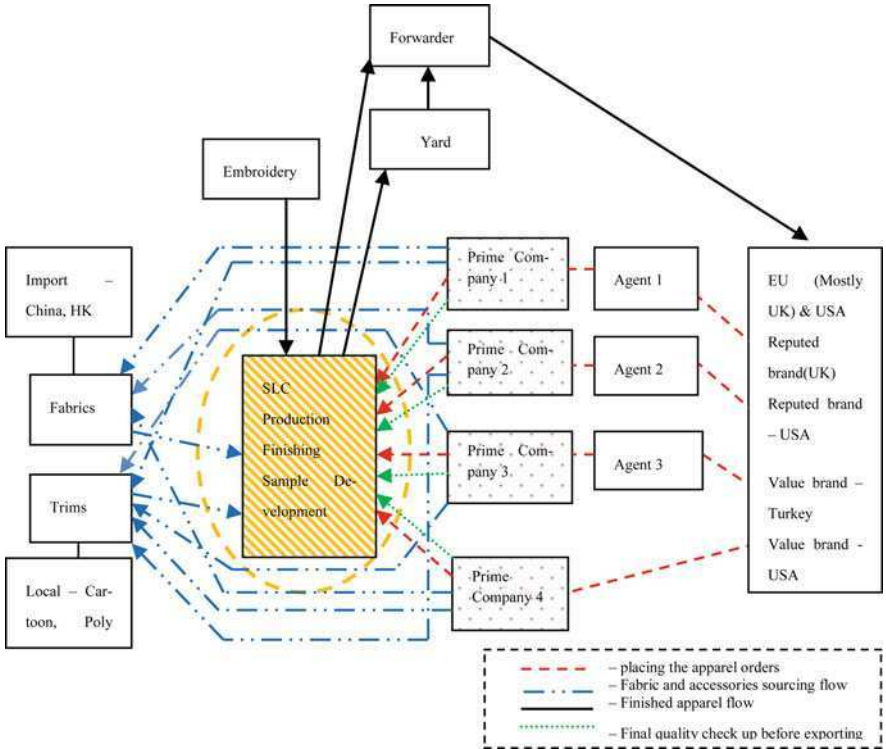 Forwarder
Yard
Embroidery
Import –
China, HK
Fabrics
Trims
Local – Car-
toon, Poly
SLC
Production
Finishing
Sample De-
velopment
Prime Com-
pany 1
Agent 1
Prime Com-
pany 2
Agent 2
Prime Com-
pany 3
Agent 3
Prime
Company 4
EU (Mostly
UK) & USA
Reputed
brand(UK)
Reputed brand
– USA
Value brand –
Turkey
Value brand -
USA
– placing the apparel orders
– Fabric and accessories sourcing flow
– Finished apparel flow
– Final quality check up before exporting